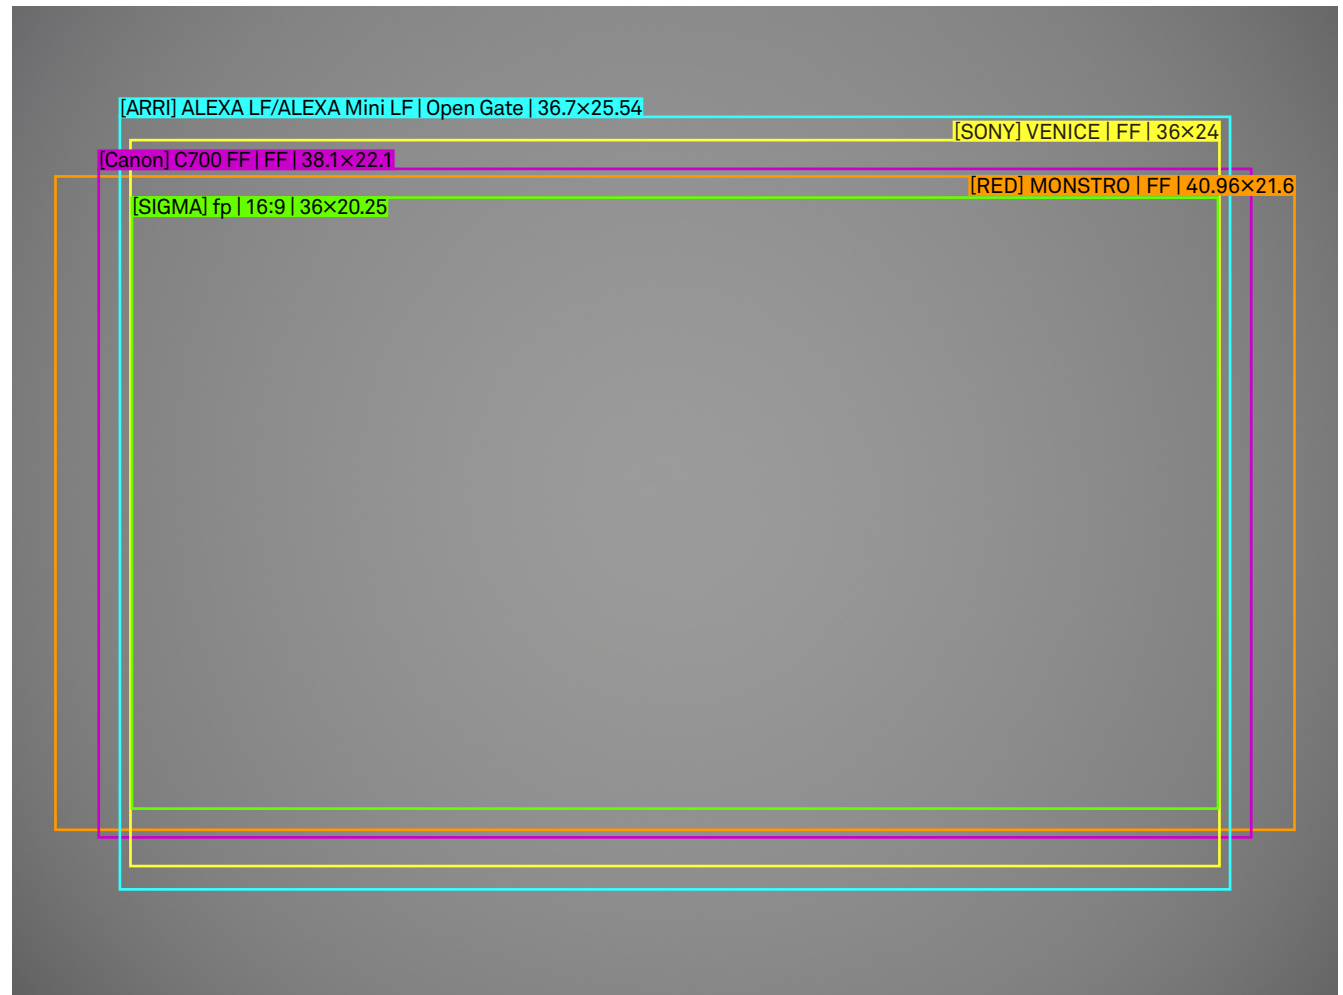 [ARRI] ALEXA LF/ALEXA Mini LF | Open Gate | 36.7×25.54
[SONY] VENICE | FF | 36×24
[Canon] C700 FF | FF | 38.1×22.1
[RED] MONSTRO | FF | 40.96×21.6
[SIGMA] fp | 16:9 | 36×20.25